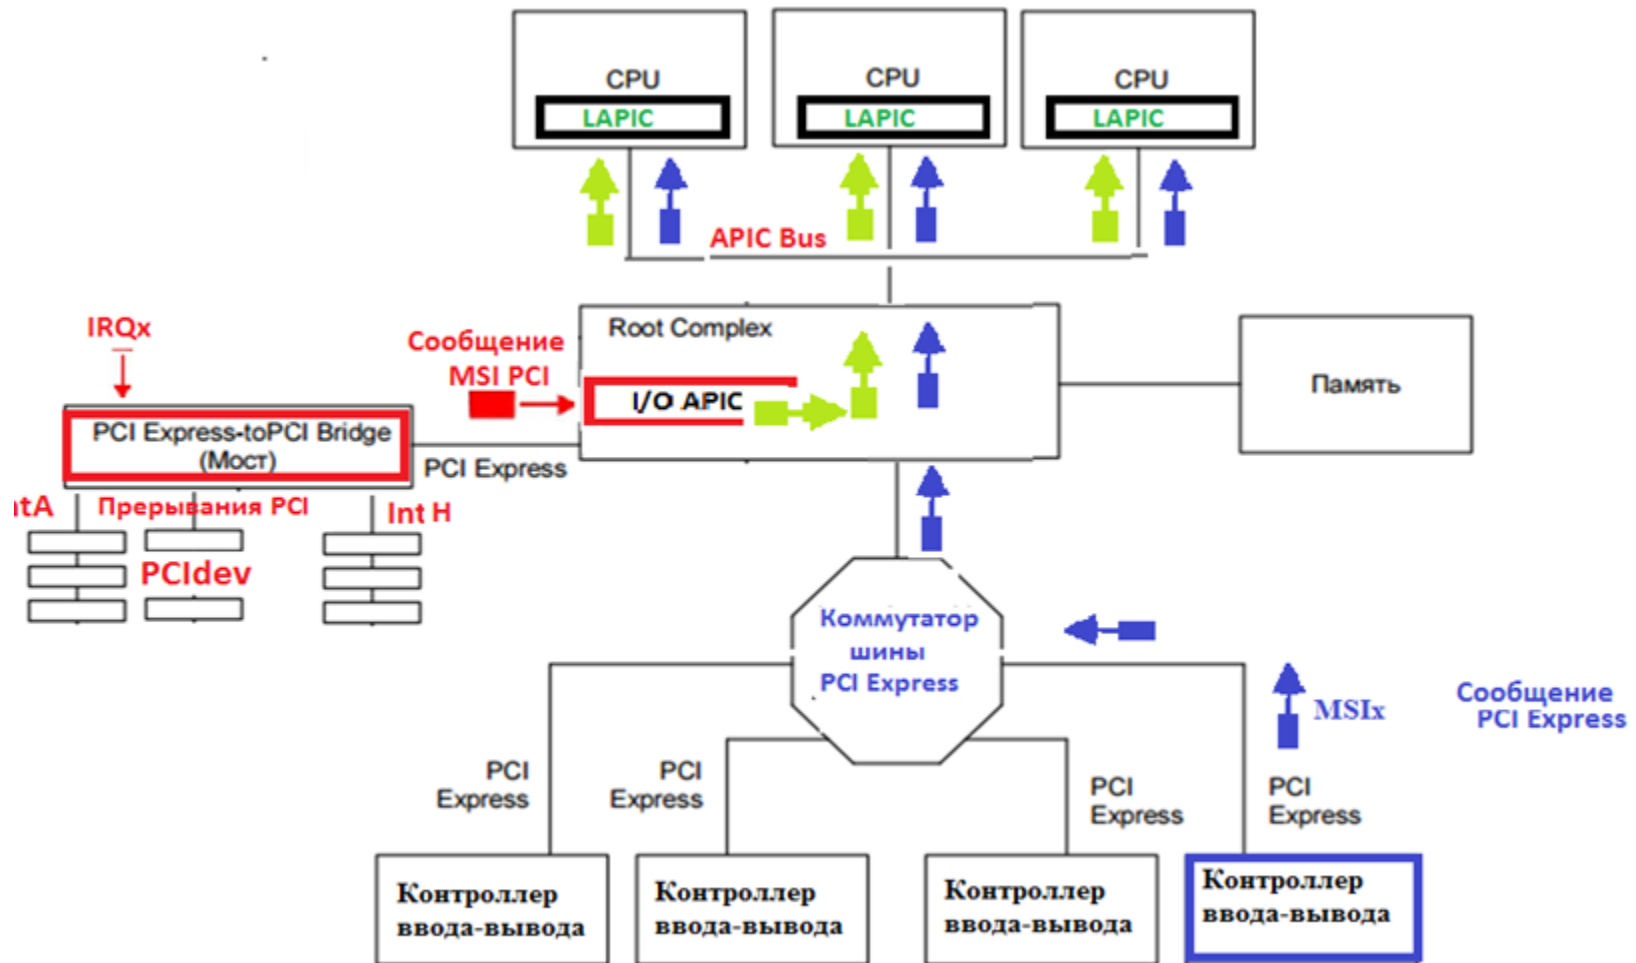 CPU
LAPIC
CPU
LAPIC
CPU
LAPIC
APIC Bus
IRQx
Сообщение
MSI PCI
Root Complex
I/O APIC
Память
PCI Express-toPCI Bridge
(Мост)
PCI Express
ntA
Прерывания PCI
Int H
PCIdev
Коммутатор
шины
PCI Express
MSIx
Сообщение
PCI Express
PCI
Express
PCI
Express
PCI
Express
PCI
Express
Контроллер
ввода-вывода
Контроллер
ввода-вывода
Контроллер
ввода-вывода
Контроллер
ввода-вывода